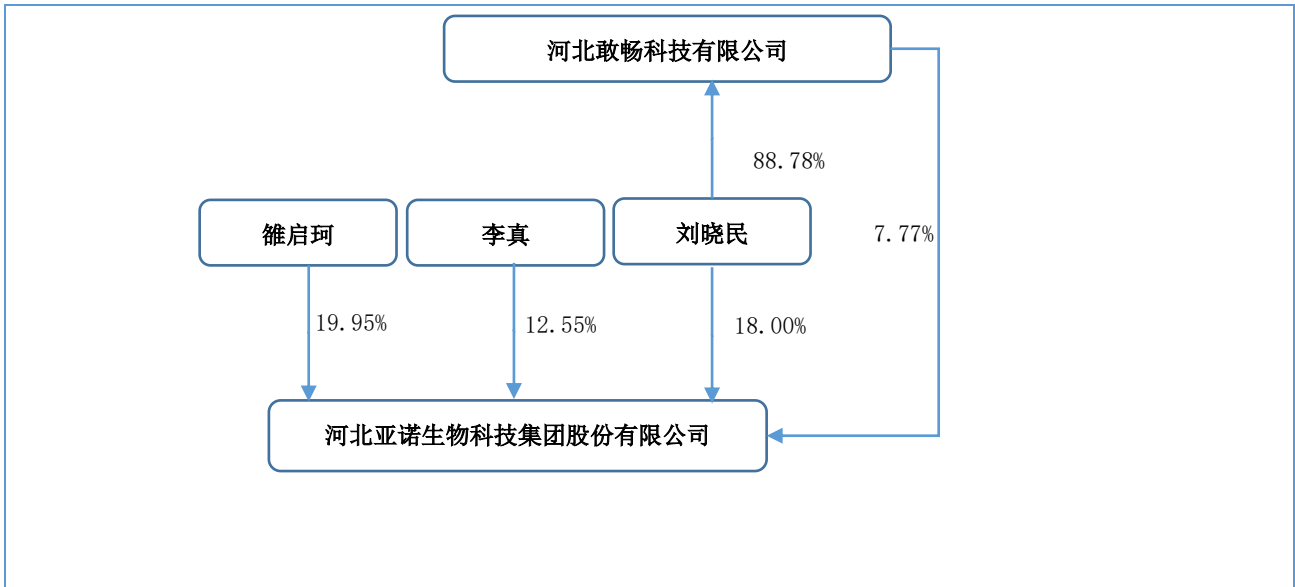 河北敢畅科技有限公司
88.78%
雒启珂
李真
刘晓民
7.77%
19.95%
12.55%
18.00%
河北亚诺生物科技集团股份有限公司